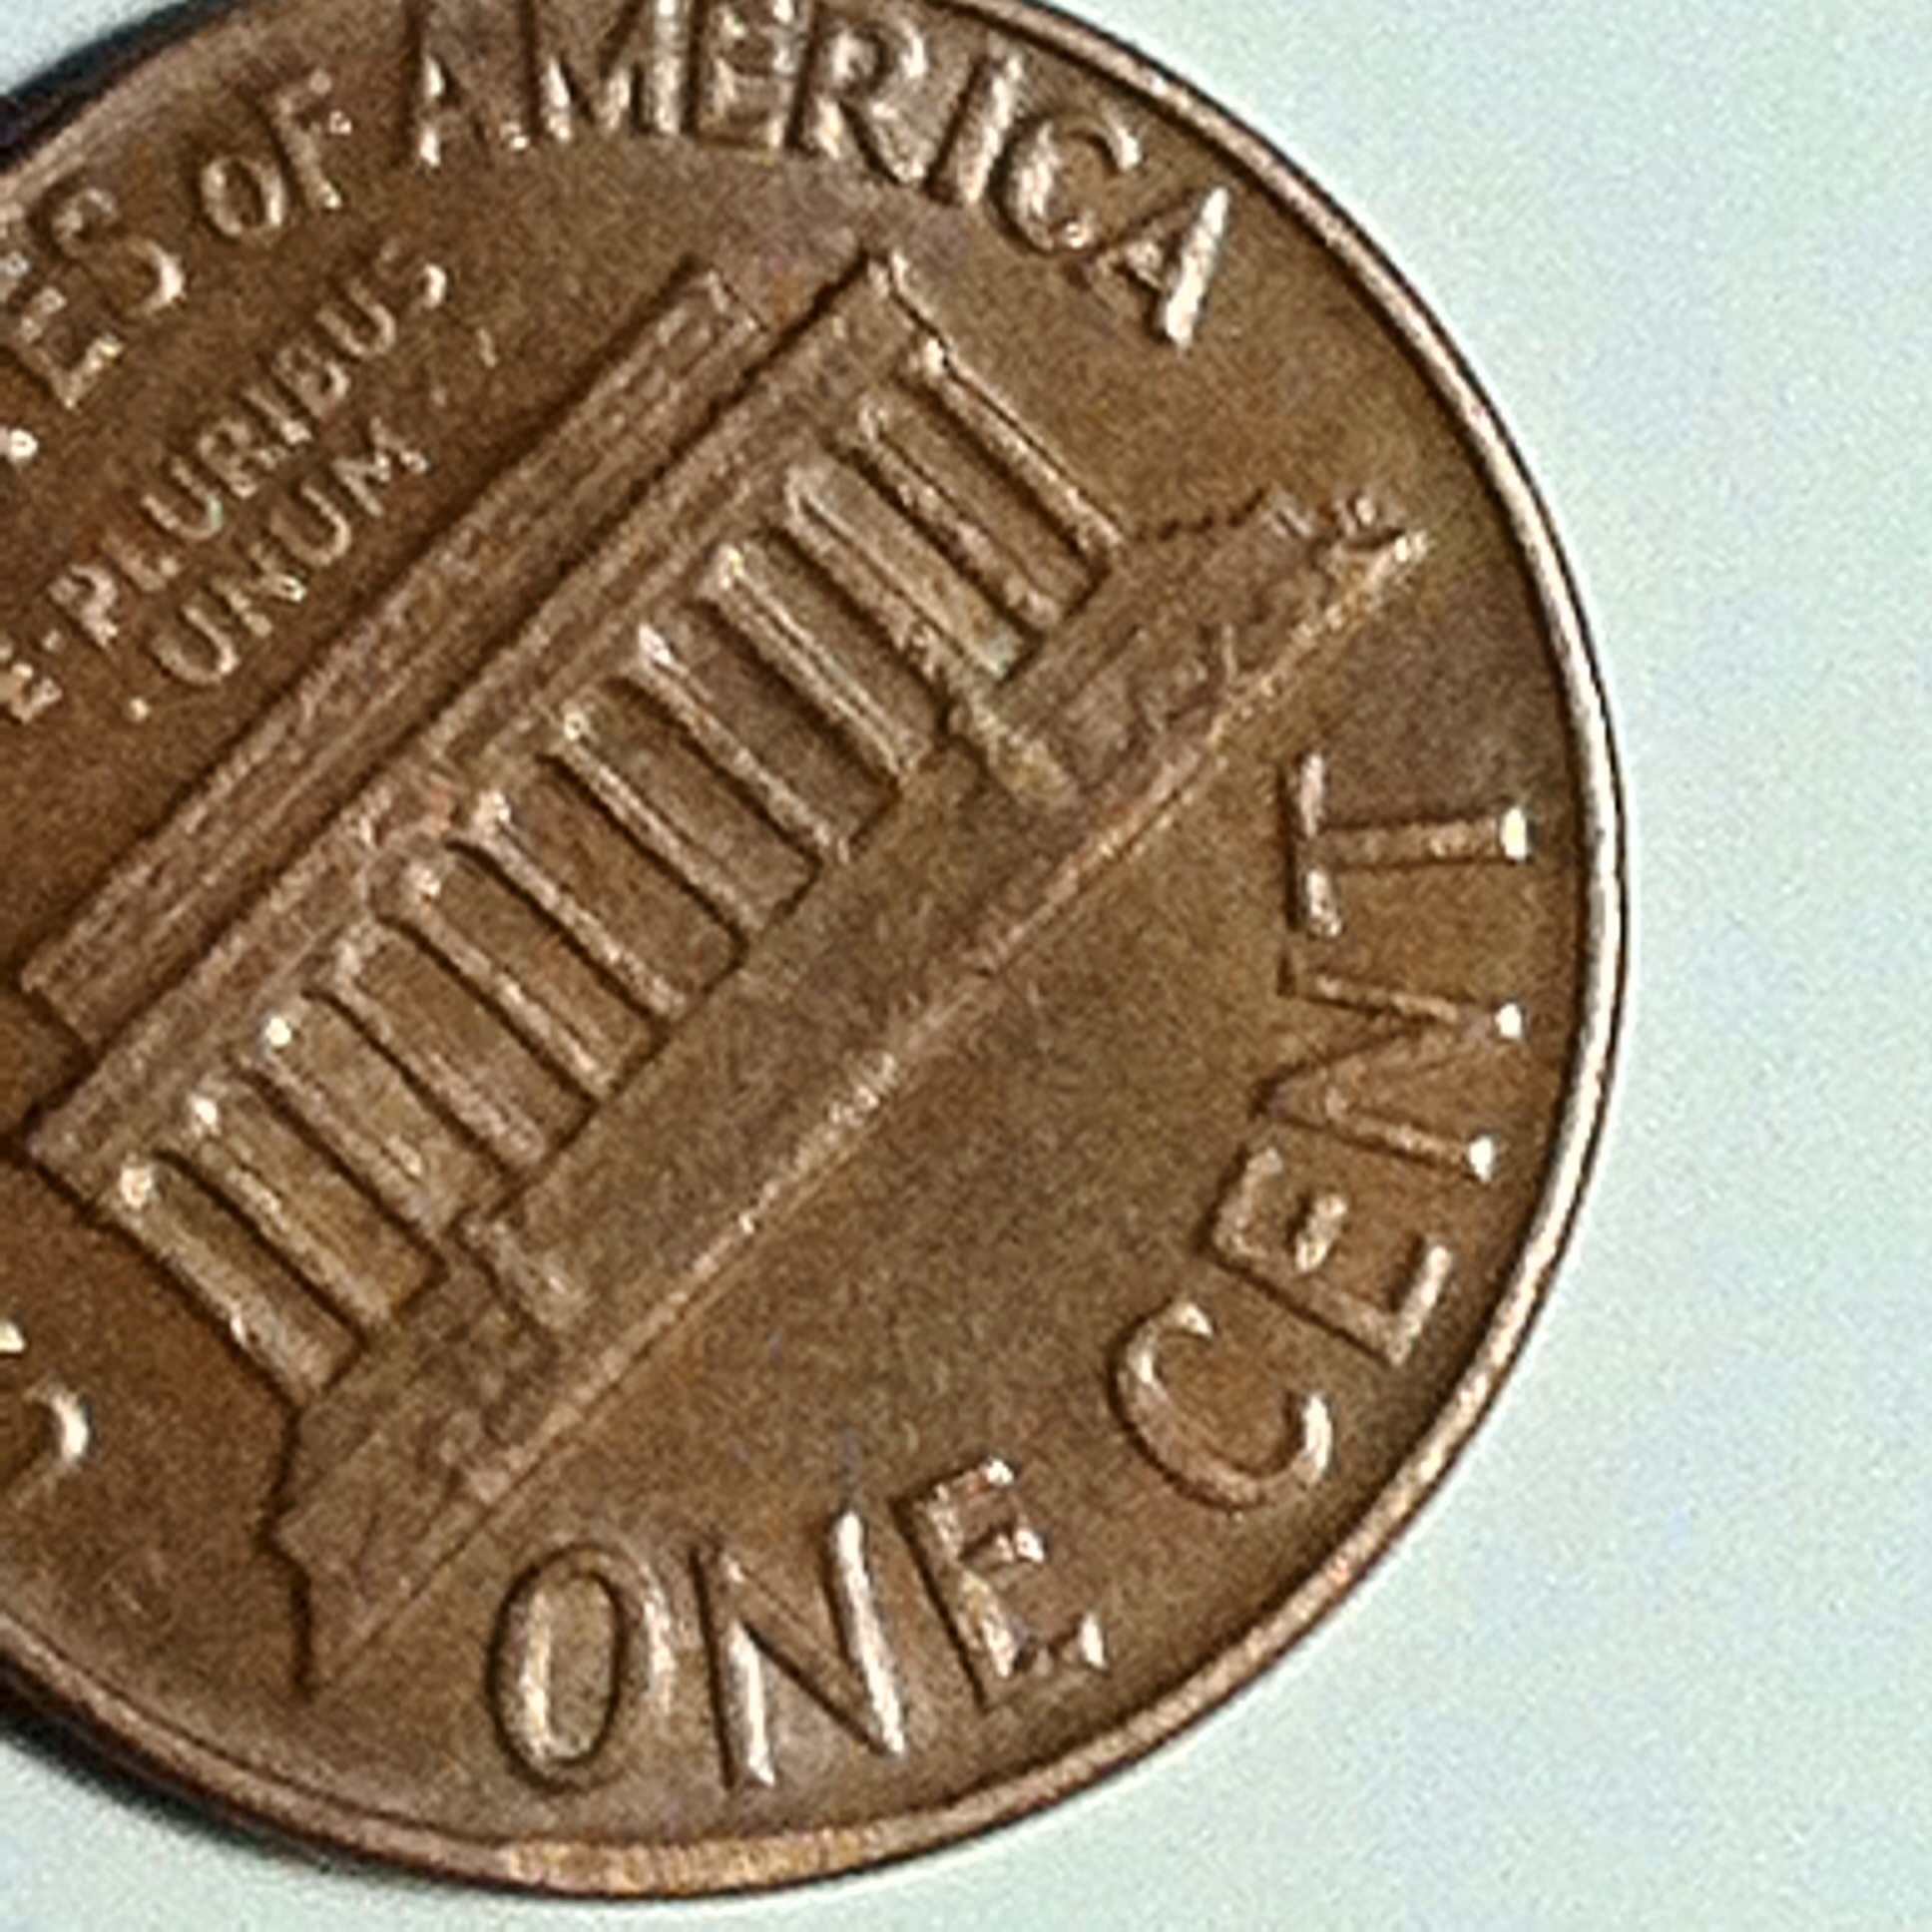 ES OF AMERICA
E·PLURIBUS
·UNUM·
ONE CENT